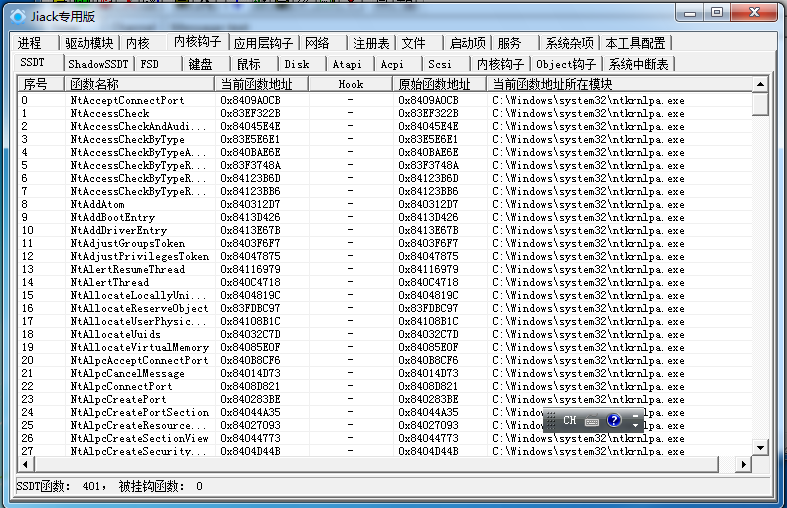 Jiack专用版
进程 驱动模块 内核 内核钩子 应用层钩子 网络 注册表 文件 启动项 服务 系统杂项 本工具配置
SSDT ShadowSSDT FSD 键盘 鼠标 Disk Atapi Acpi Scsi 内核钩子 Object钩子 系统中断表
序号 函数名称 当前函数地址 Hook 原始函数地址 当前函数地址所在模块
0 NtAcceptConnectPort 0x8409A0CB - 0x8409A0CB C:\Windows\system32\ntkrnlpa.exe
1 NtAccessCheck 0x83EF322B - 0x83EF322B C:\Windows\system32\ntkrnlpa.exe
2 NtAccessCheckAndAudi... 0x84045E4E - 0x84045E4E C:\Windows\system32\ntkrnlpa.exe
3 NtAccessCheckByType 0x83E5E6E1 - 0x83E5E6E1 C:\Windows\system32\ntkrnlpa.exe
4 NtAccessCheckByTypeA... 0x840BAE6E - 0x840BAE6E C:\Windows\system32\ntkrnlpa.exe
5 NtAccessCheckByTypeR... 0x83F3748A - 0x83F3748A C:\Windows\system32\ntkrnlpa.exe
6 NtAccessCheckByTypeR... 0x84123B6D - 0x84123B6D C:\Windows\system32\ntkrnlpa.exe
7 NtAccessCheckByTypeR... 0x84123BB6 - 0x84123BB6 C:\Windows\system32\ntkrnlpa.exe
8 NtAddAtom 0x840312D7 - 0x840312D7 C:\Windows\system32\ntkrnlpa.exe
9 NtAddBootEntry 0x8413D426 - 0x8413D426 C:\Windows\system32\ntkrnlpa.exe
10 NtAddDriverEntry 0x8413E67B - 0x8413E67B C:\Windows\system32\ntkrnlpa.exe
11 NtAdjustGroupsToken 0x8403F6F7 - 0x8403F6F7 C:\Windows\system32\ntkrnlpa.exe
12 NtAdjustPrivilegesToken 0x84047875 - 0x84047875 C:\Windows\system32\ntkrnlpa.exe
13 NtAlertResumeThread 0x84116979 - 0x84116979 C:\Windows\system32\ntkrnlpa.exe
14 NtAlertThread 0x840C4718 - 0x840C4718 C:\Windows\system32\ntkrnlpa.exe
15 NtAllocateLocallyUni... 0x8404819C - 0x8404819C C:\Windows\system32\ntkrnlpa.exe
16 NtAllocateReserveObject 0x83FDBC97 - 0x83FDBC97 C:\Windows\system32\ntkrnlpa.exe
17 NtAllocateUserPhysic... 0x84108B1C - 0x84108B1C C:\Windows\system32\ntkrnlpa.exe
18 NtAllocateUuids 0x84032C7D - 0x84032C7D C:\Windows\system32\ntkrnlpa.exe
19 NtAllocateVirtualMemory 0x84085E0F - 0x84085E0F C:\Windows\system32\ntkrnlpa.exe
20 NtAlpcAcceptConnectPort 0x840B8CF6 - 0x840B8CF6 C:\Windows\system32\ntkrnlpa.exe
21 NtAlpcCancelMessage 0x84014D73 - 0x84014D73 C:\Windows\system32\ntkrnlpa.exe
22 NtAlpcConnectPort 0x8408D821 - 0x8408D821 C:\Windows\system32\ntkrnlpa.exe
23 NtAlpcCreatePort 0x840283BE - 0x840283BE C:\Windows\system32\ntkrnlpa.exe
24 NtAlpcCreatePortSection 0x84044A35 - 0x84044A35 C:\Windo \ntkrnlpa.exe
25 NtAlpcCreateResource... 0x84027093 - 0x84027093 C:\Windo \ntkrnlpa.exe
26 NtAlpcCreateSectionView 0x84044773 - 0x84044773 C:\Windows\system32\ntkrnlpa.exe
27 NtAlpcCreateSecurity... 0x8404D44B - 0x8404D44B C:\Windows\system32\ntkrnlpa.exe
CH
SSDT函数: 401, 被挂钩函数: 0